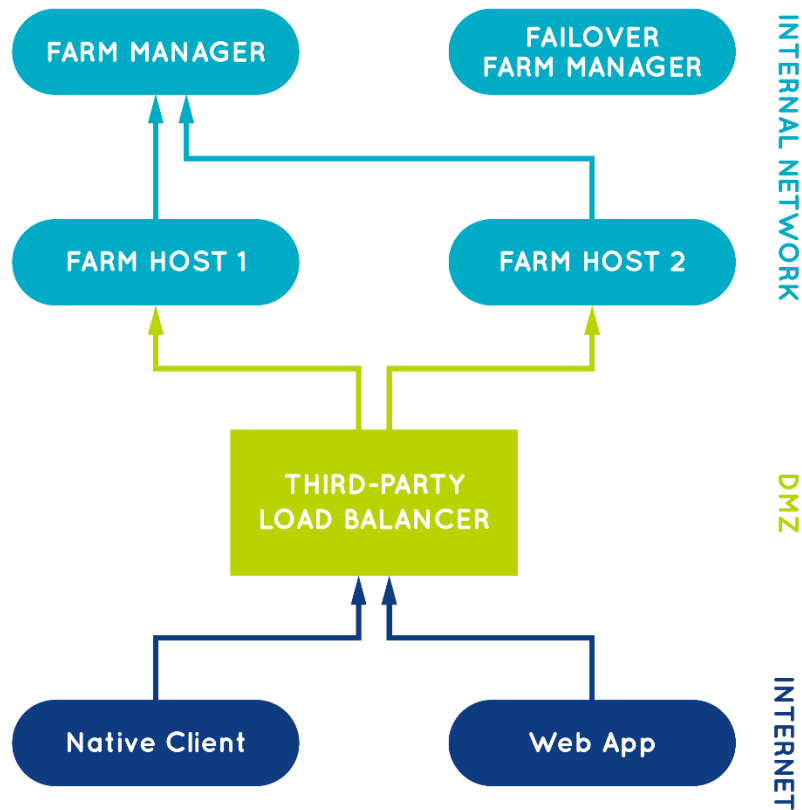 FARM MANAGER
FAILOVER
FARM MANAGER
INTERNAL NETWORK
FARM HOST 1
FARM HOST 2
THIRD-PARTY
LOAD BALANCER
DMZ
Native Client
Web App
INTERNET